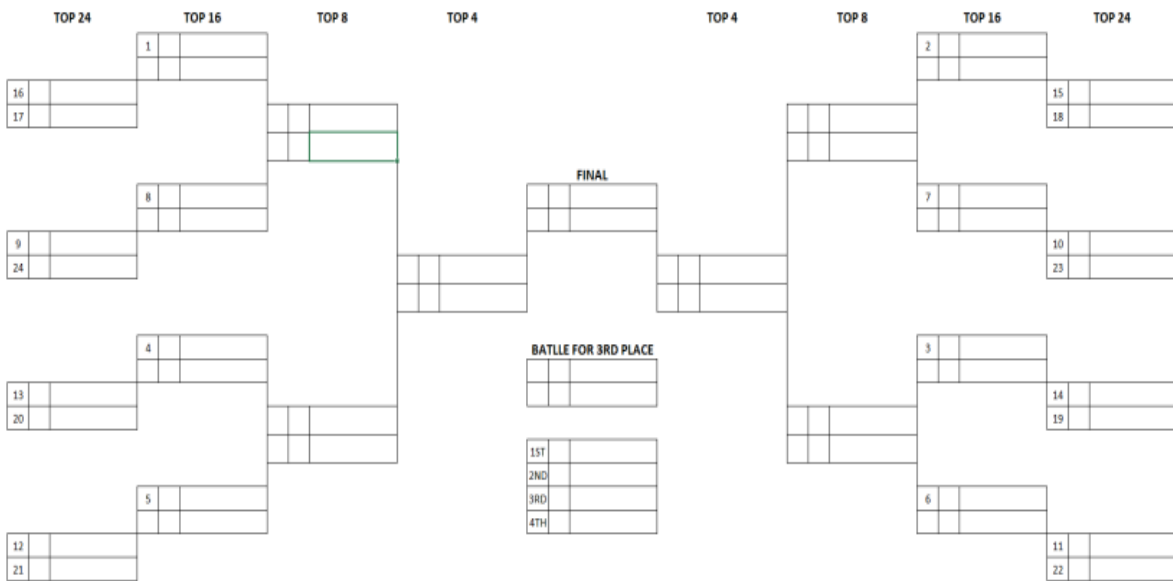 TOP 24 TOP 16 TOP 8 TOP 4 TOP 4 TOP 8 TOP 16 TOP 24
1 2
16 15
17 18
FINAL
8 7
9 10
24 23
4 BATLLE FOR 3RD PLACE 3
13 14
20 19
1ST
2ND
3RD
5 6
4TH
12 11
21 22